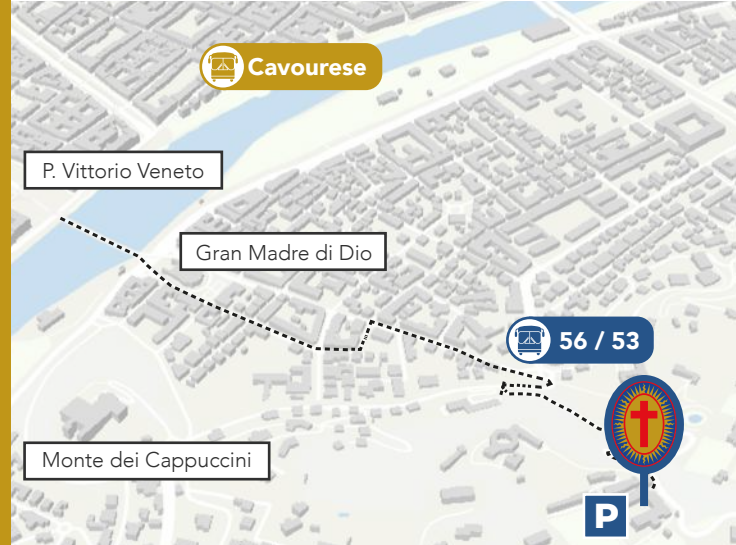 Cavourese
P. Vittorio Veneto
Gran Madre di Dio
56 / 53
Monte dei Cappuccini
P